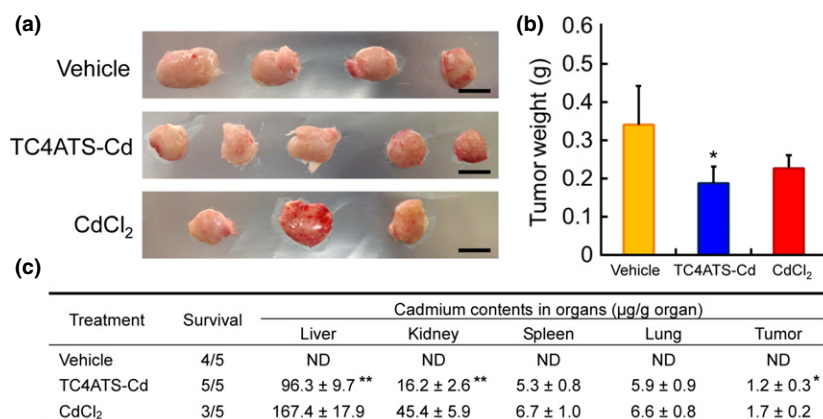 (a)
Vehicle
TC4ATS-Cd
CdCl₂
(b)
Tumor weight (g)
0.6
0.5
0.4
0.3
0.2
0.1
0
*
Vehicle TC4ATS-Cd CdCl₂
(c)
Treatment Survival Cadmium contents in organs (μg/g organ)
Liver Kidney Spleen Lung Tumor
Vehicle 4/5 ND ND ND ND ND
TC4ATS-Cd 5/5 96.3 ± 9.7 ** 16.2 ± 2.6 ** 5.3 ± 0.8 5.9 ± 0.9 1.2 ± 0.3 *
CdCl₂ 3/5 167.4 ± 17.9 45.4 ± 5.9 6.7 ± 1.0 6.6 ± 0.8 1.7 ± 0.2